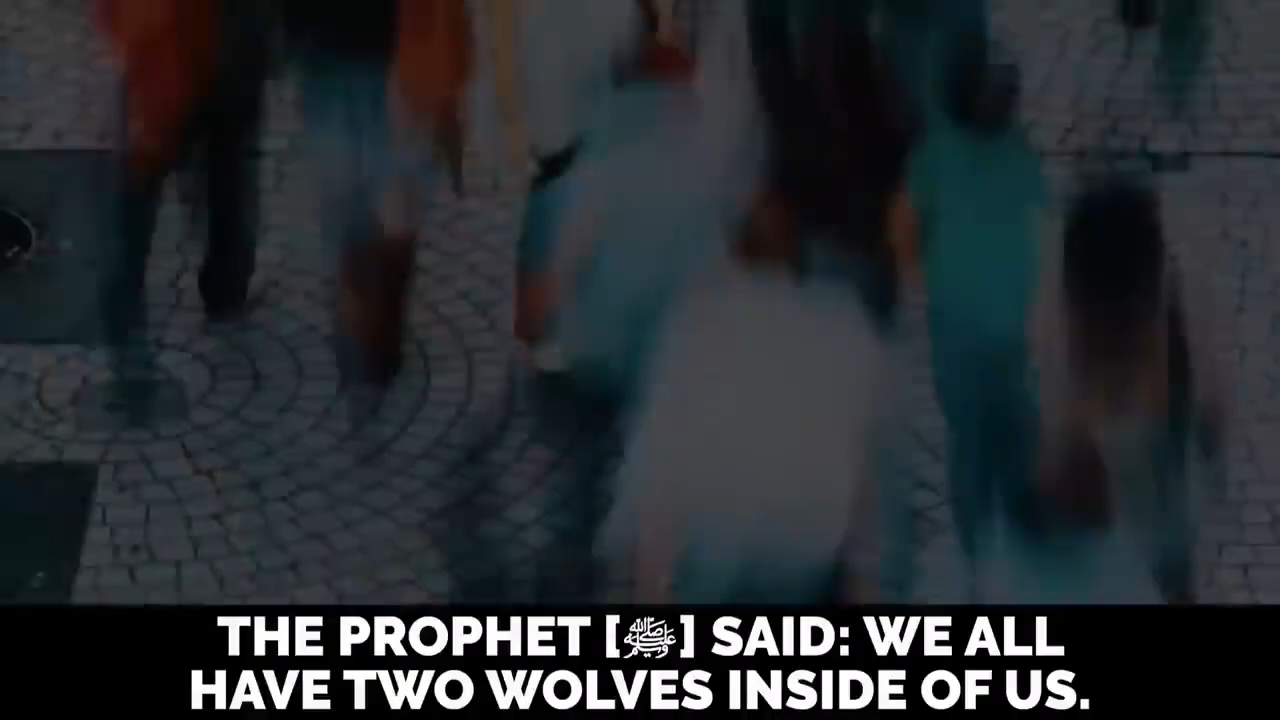 THE PROPHET [ﷺ] SAID: WE ALL
HAVE TWO WOLVES INSIDE OF US.